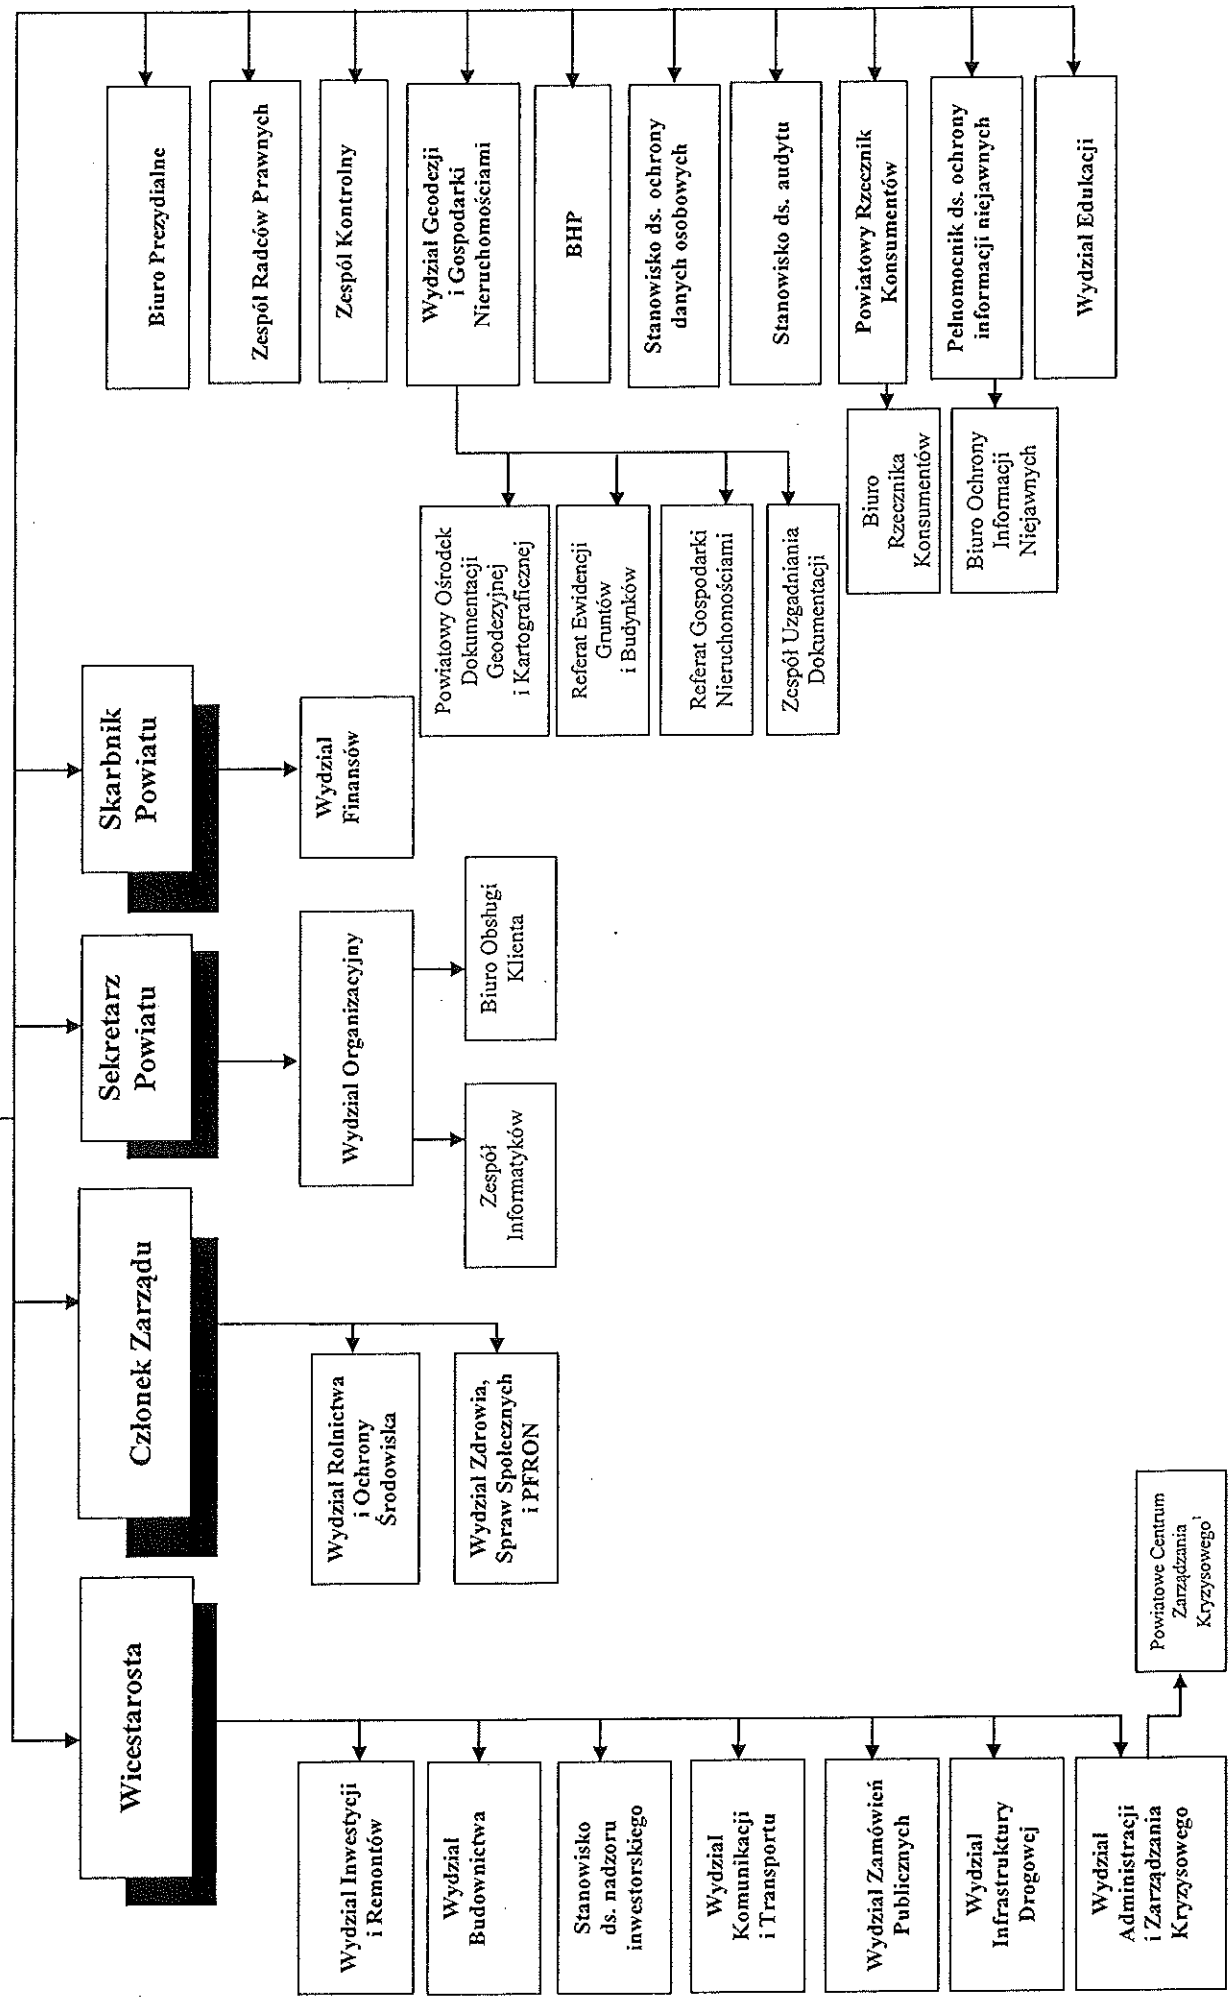 Wicestarosta
Członek Zarządu
Sekretarz
Powiatu
Skarbnik
Powiatu
Wydział Inwestycji
i Remontów
Wydział
Budownictwa
Stanowisko
ds. nadzoru
inwestorskiego
Wydział
Komunikacji
i Transportu
Wydział Zamówień
Publicznych
Wydział
Infrastruktury
Drogowej
Wydział
Administracji
i Zarządzania
Kryzysowego
Powiatowe Centrum
Zarządzania
Kryzysowego¹
Wydział Rolnictwa
i Ochrony
Środowiska
Wydział Zdrowia,
Spraw Społecznych
i PFRON
Wydział Organizacyjny
Zespół
Informatyków
Biuro Obsługi
Klienta
Wydział
Finansów
Biuro Prezydialne
Zespół Radców Prawnych
Zespół Kontrolny
Wydział Geodezji
i Gospodarki
Nieruchomościami
BHP
Stanowisko ds. ochrony
danych osobowych
Stanowisko ds. audytu
Powiatowy Rzecznik
Konsumentów
Pełnomocnik ds. ochrony
informacji niejawnych
Wydział Edukacji
Powiatowy Ośrodek
Dokumentacji
Geodezyjnej
i Kartograficznej
Referat Ewidencji
Gruntów
i Budynków
Referat Gospodarki
Nieruchomościami
Zespół Uzgadniania
Dokumentacji
Biuro
Rzecznika
Konsumentów
Biuro Ochrony
Informacji
Niejawnych